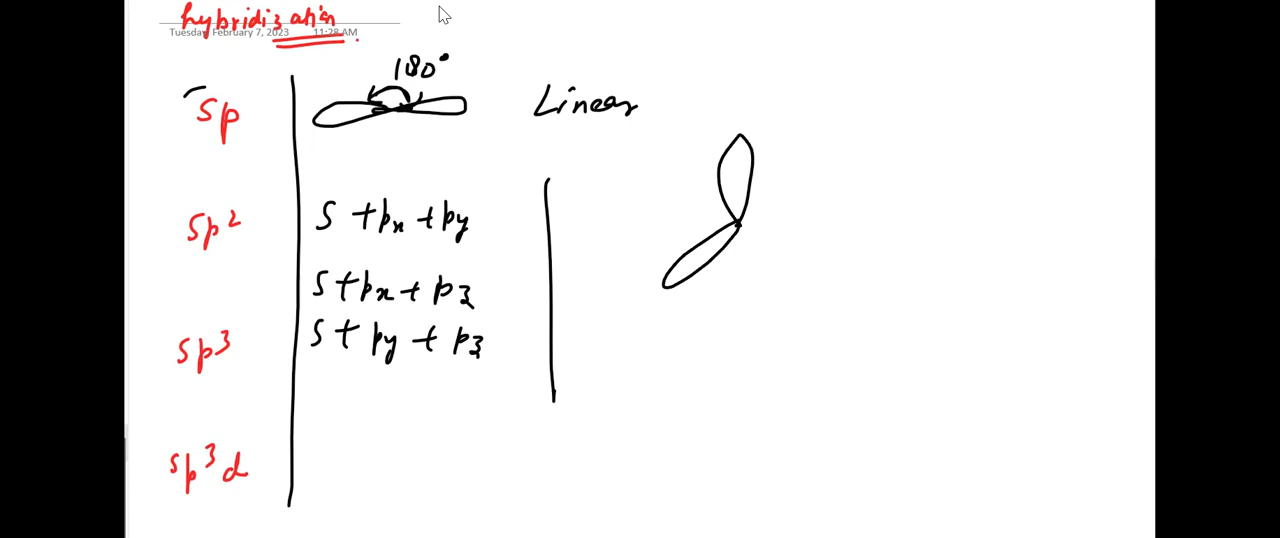 hybridization
Tuesday, February 7, 2023 11:28 AM
180°
sp Linear
sp² s + px + py
s + px + pz
sp³ s + py + pz
sp³d